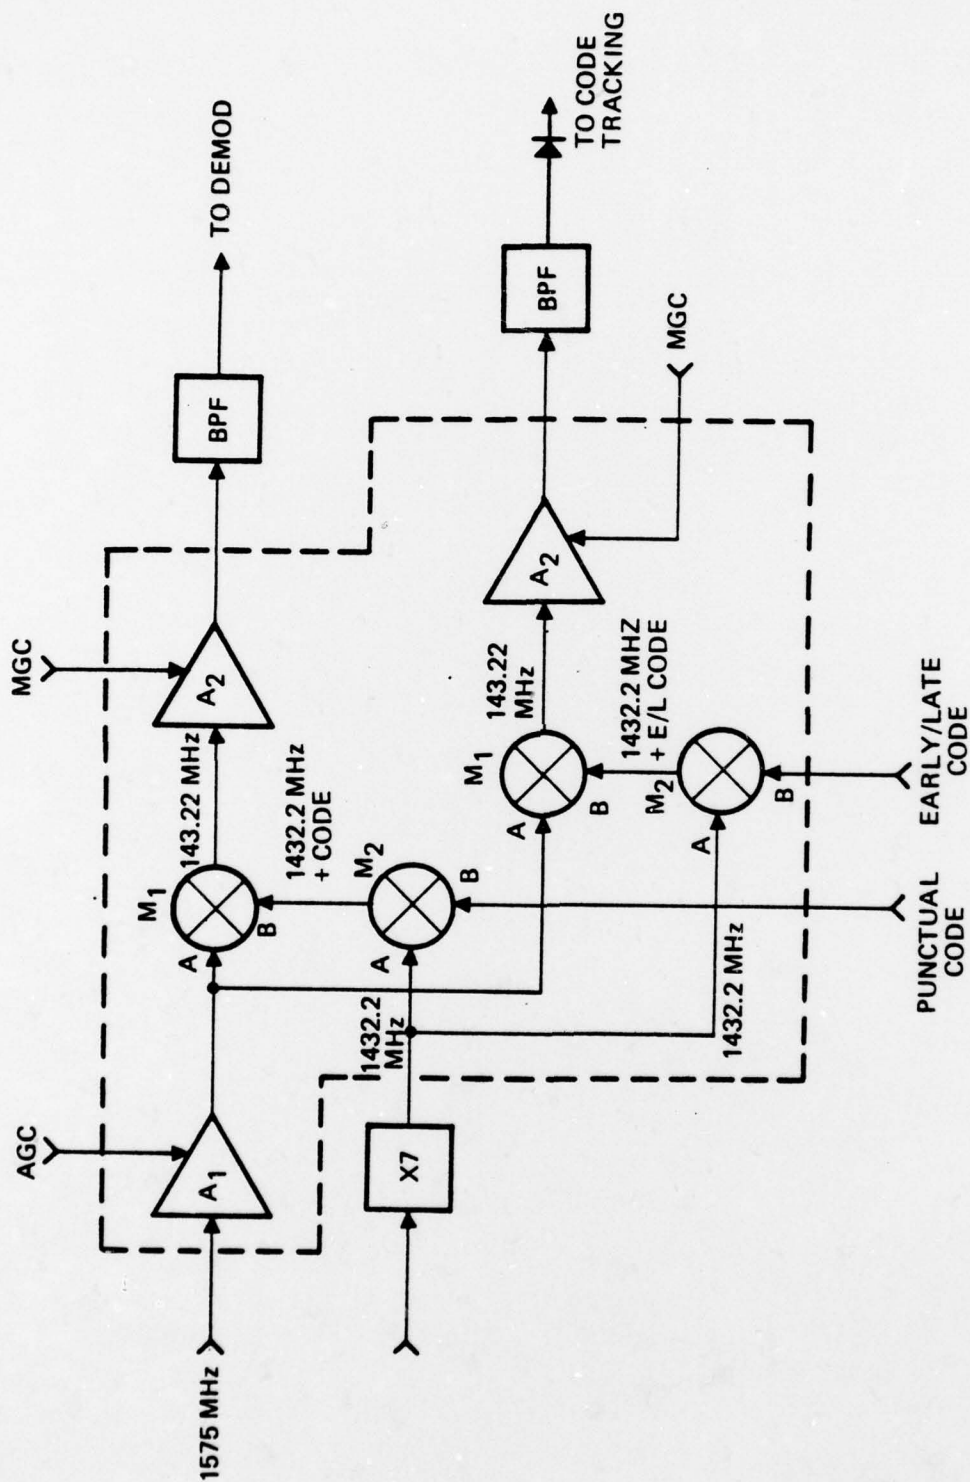 AGC
MGC
1575 MHz
A1
M1
A
B
143.22 MHz
A2
BPF
TO DEMOD
1432.2 MHz
+ CODE
M2
A
B
1432.2
MHz
X7
M1
A
B
143.22
MHz
A2
BPF
TO CODE
TRACKING
1432.2 MHZ
+ E/L CODE
MGC
M2
A
B
1432.2 MHz
PUNCTUAL
CODE
EARLY/LATE
CODE